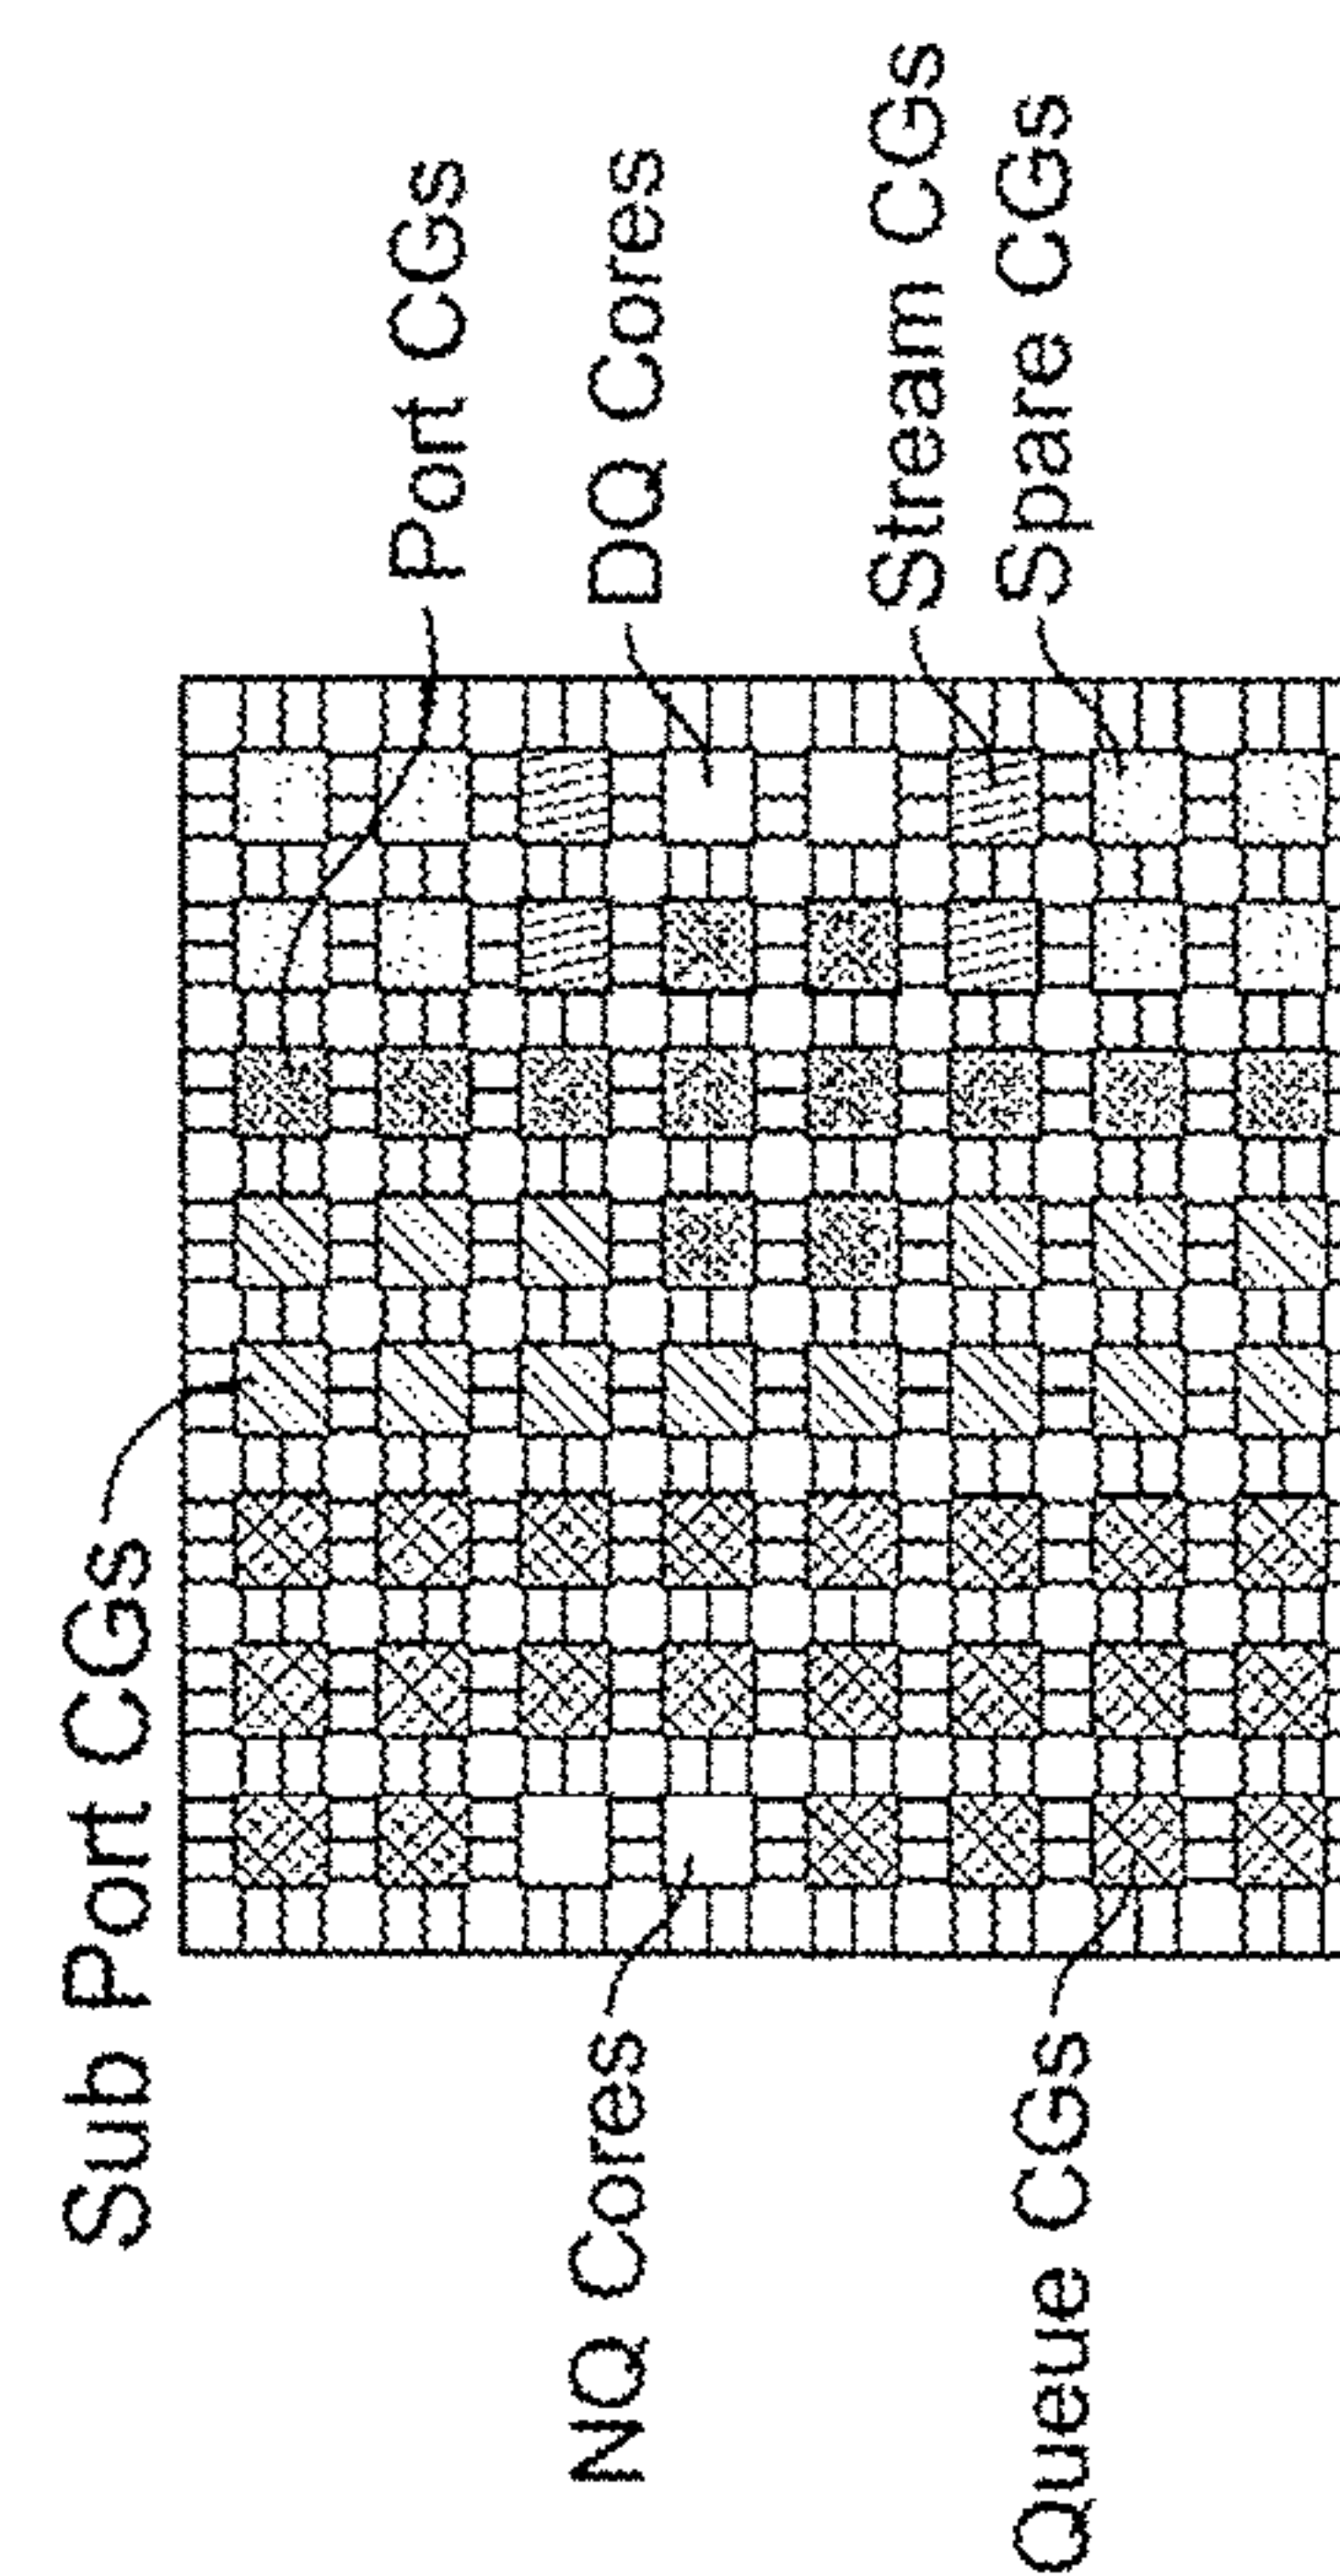 Sub Port CGs
Port CGs
NQ Cores
DQ Cores
Queue CGs
Stream CGs
Spare CGs